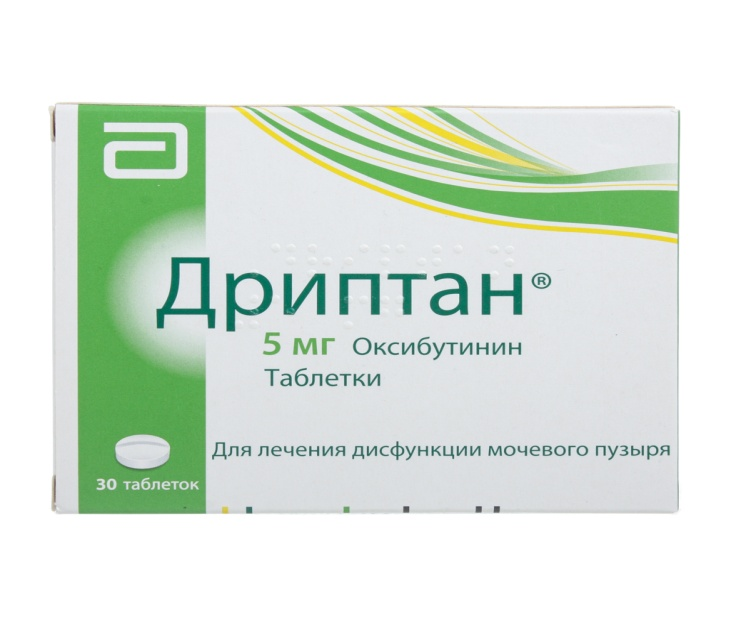 Дриптан®
5 мг Оксибутинин
Таблетки
Для лечения дисфункции мочевого пузыря
30 таблеток